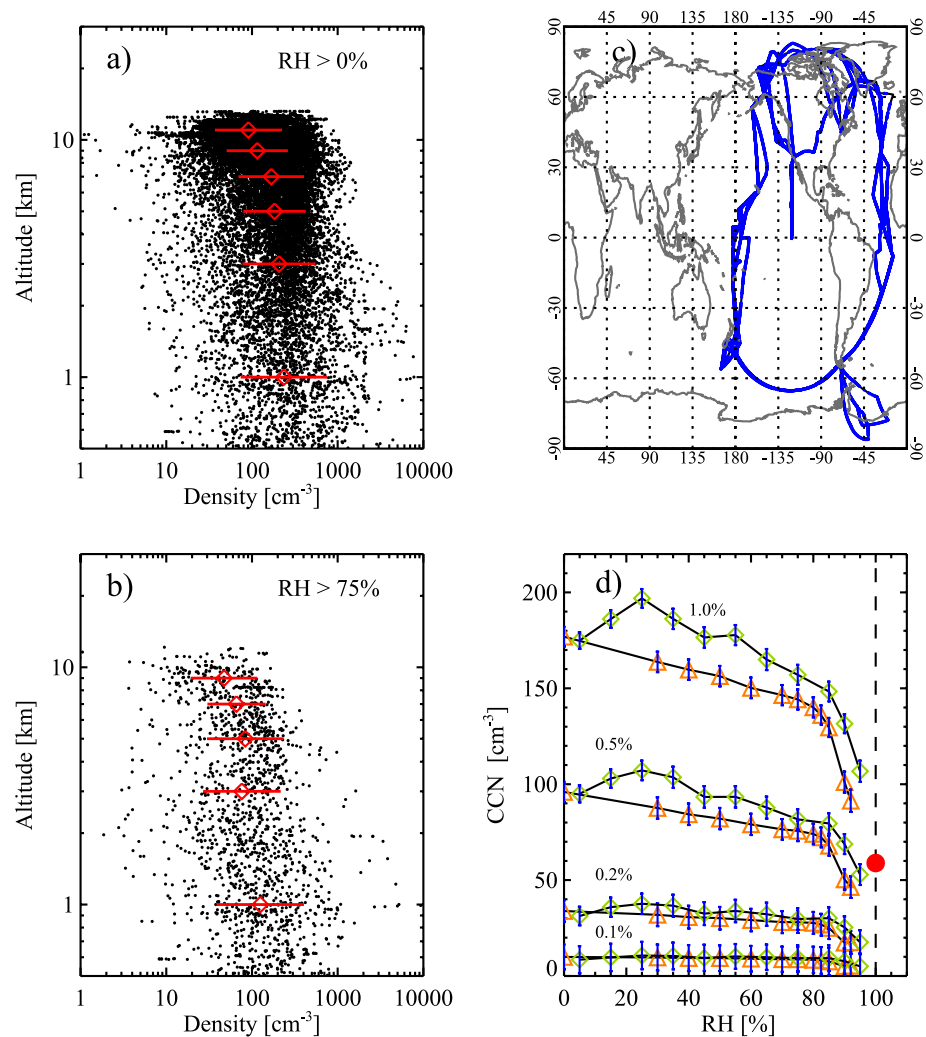 a)
RH > 0%
10
1
Altitude [km]
1 10 100 1000 10000
Density [cm-3]
45 90 135 180 -135 -90 -45
90 90
c)
60 60
30 30
0 0
-30 -30
-60 -60
-90 -90
45 90 135 180 -135 -90 -45
b)
RH > 75%
10
1
Altitude [km]
1 10 100 1000 10000
Density [cm-3]
d)
200
1.0%
150
0.5%
100
0.2%
50
0.1%
0
CCN [cm-3]
0 20 40 60 80 100
RH [%]